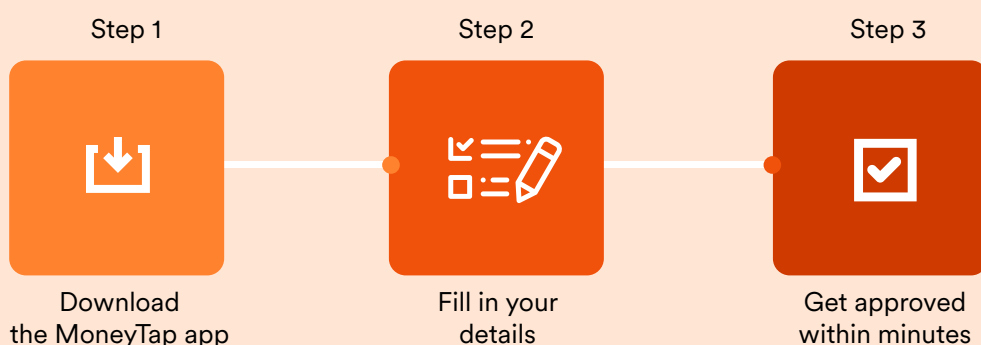 Step 1
Step 2
Step 3
Download
the MoneyTap app
Fill in your
details
Get approved
within minutes